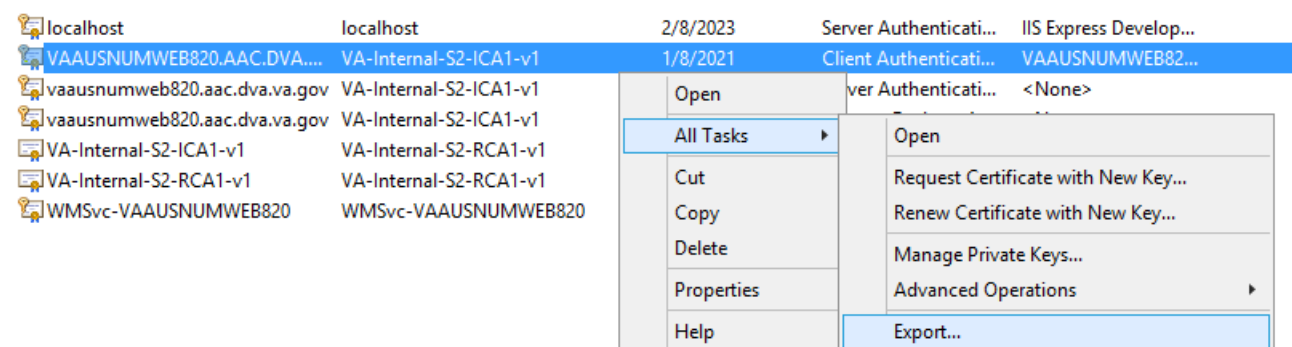 localhost localhost 2/8/2023 Server Authenticati... IIS Express Develop...
VAAUSNUMWEB820.AAC.DVA.... VA-Internal-S2-ICA1-v1 1/8/2021 Client Authenticati... VAAUSNUMWEB82...
vaausnumweb820.aac.dva.va.gov VA-Internal-S2-ICA1-v1 ver Authenticati... <None>
vaausnumweb820.aac.dva.va.gov VA-Internal-S2-ICA1-v1
VA-Internal-S2-ICA1-v1 VA-Internal-S2-RCA1-v1
VA-Internal-S2-RCA1-v1 VA-Internal-S2-RCA1-v1
WMSvc-VAAUSNUMWEB820 WMSvc-VAAUSNUMWEB820
Open
All Tasks
Cut
Copy
Delete
Properties
Help
Open
Request Certificate with New Key...
Renew Certificate with New Key...
Manage Private Keys...
Advanced Operations
Export...